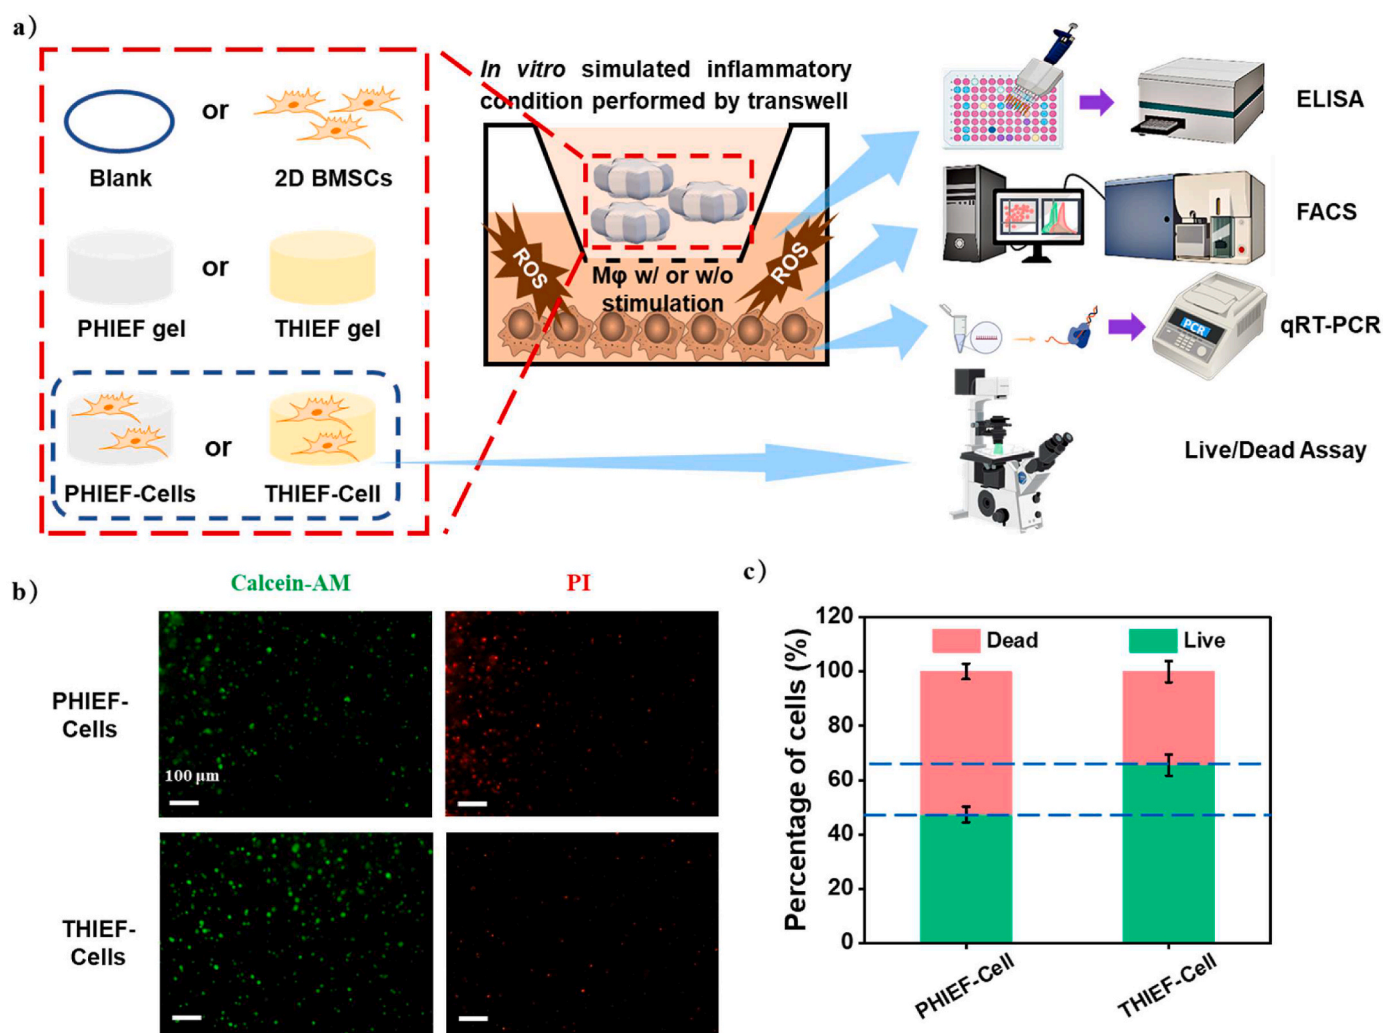 a)
or
Blank
2D BMSCs
or
PHIEF gel
THIEF gel
or
PHIEF-Cells
THIEF-Cell
In vitro simulated inflammatory
condition performed by transwell
ROS
ROS
Mφ w/ or w/o
stimulation
ELISA
FACS
PCR
qRT-PCR
Live/Dead Assay
b)
Calcein-AM
PI
PHIEF-
Cells
100 μm
THIEF-
Cells
c)
Percentage of cells (%)
120
100
80
60
40
20
0
Dead
Live
PHIEF-Cell
THIEF-Cell